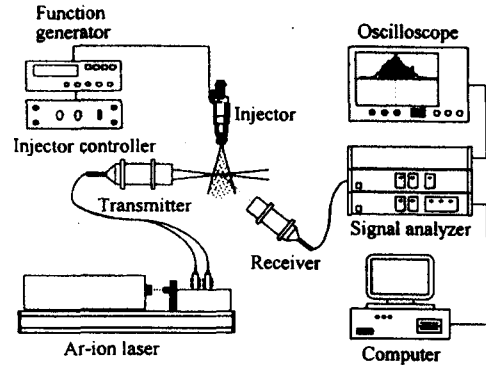 Function
generator
Oscilloscope
Injector
Injector controller
Transmitter
Signal analyzer
Receiver
Ar-ion laser
Computer